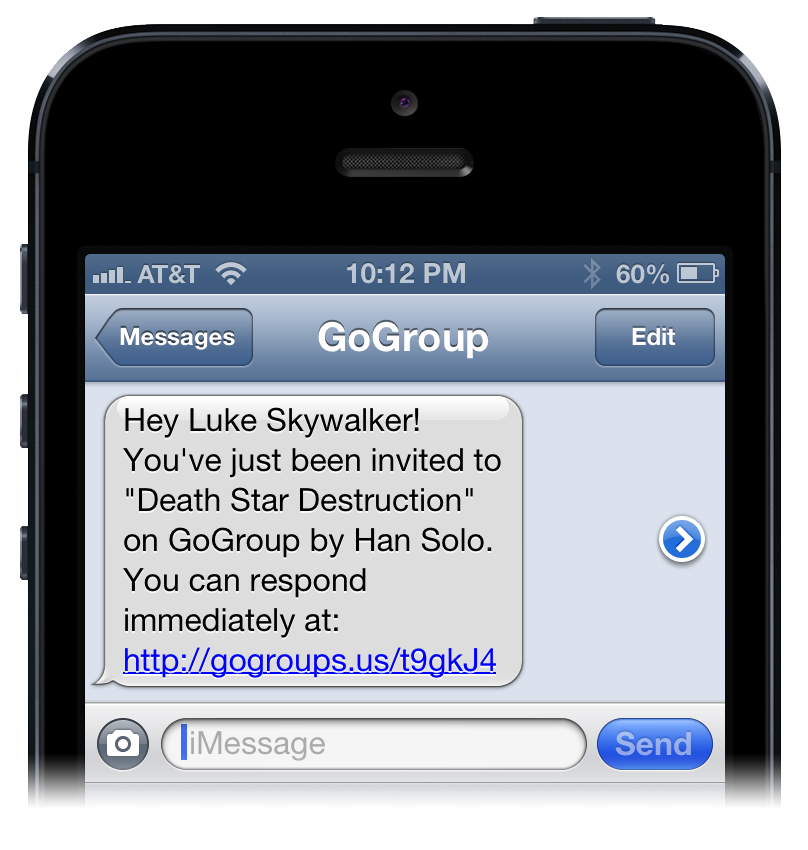 AT&T 10:12 PM 60%
Messages GoGroup Edit
Hey Luke Skywalker!
You've just been invited to
"Death Star Destruction"
on GoGroup by Han Solo.
You can respond
immediately at:
http://gogroups.us/t9gkJ4
iMessage Send